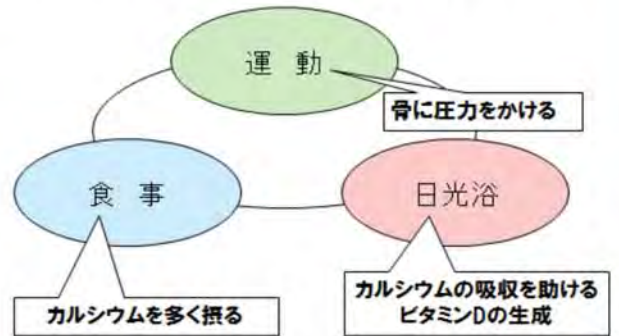 運 動
骨に圧力をかける
食 事
日光浴
カルシウムを多く摂る
カルシウムの吸収を助ける
ビタミンDの生成